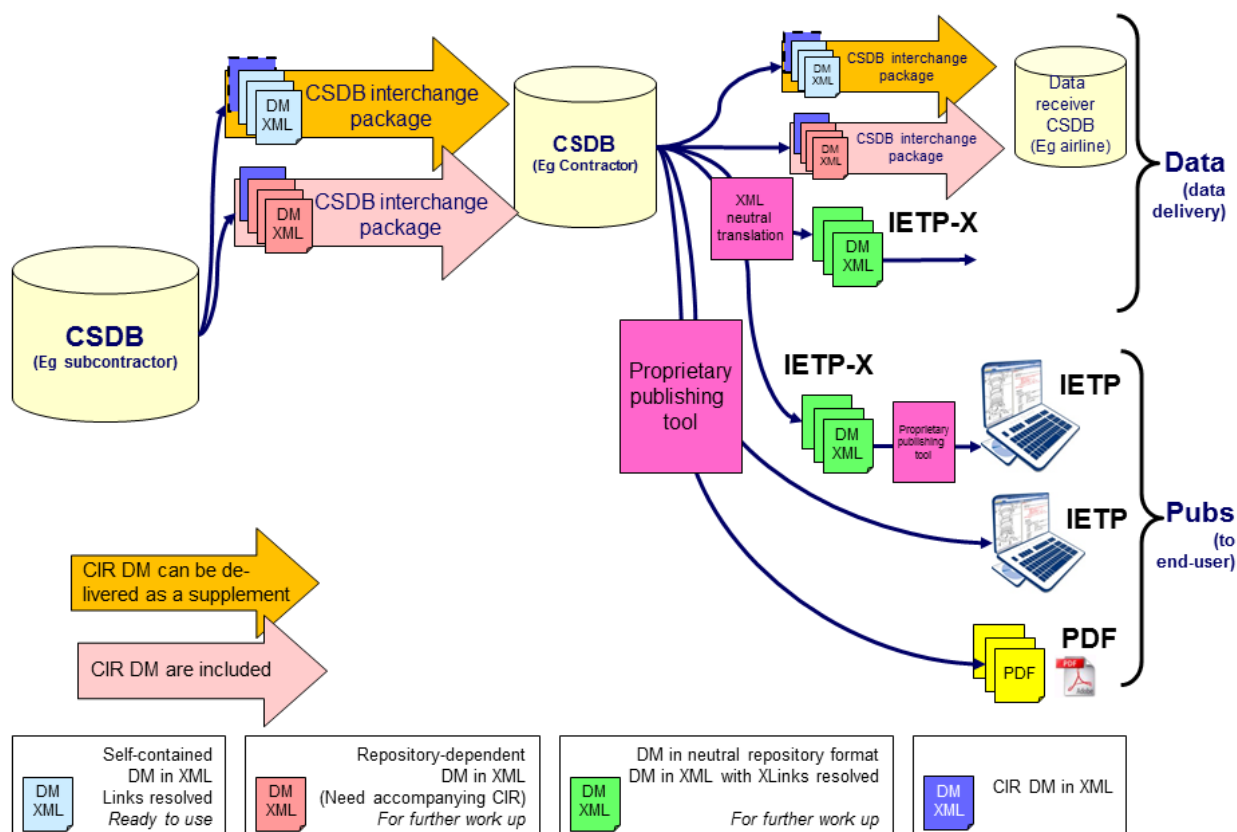 DM
XML
CSDB interchange
package
DM
XML
CSDB interchange
package
CSDB
(Eg subcontractor)
CSDB
(Eg Contractor)
DM
XML
CSDB interchange
package
DM
XML
CSDB interchange
package
Data
receiver
CSDB
(Eg airline)
Data
(data
delivery)
XML
neutral
translation
DM
XML
IETP-X
Proprietary
publishing
tool
IETP-X
DM
XML
Proprietary
publishing
tool
IETP
IETP
Pubs
(to
end-user)
PDF
PDF
PDF
Adobe
CIR DM can be de-
livered as a supplement
CIR DM are included
DM
XML
Self-contained
DM in XML
Links resolved
Ready to use
DM
XML
Repository-dependent
DM in XML
(Need accompanying CIR)
For further work up
DM
XML
DM in neutral repository format
DM in XML with XLinks resolved
For further work up
DM
XML
CIR DM in XML